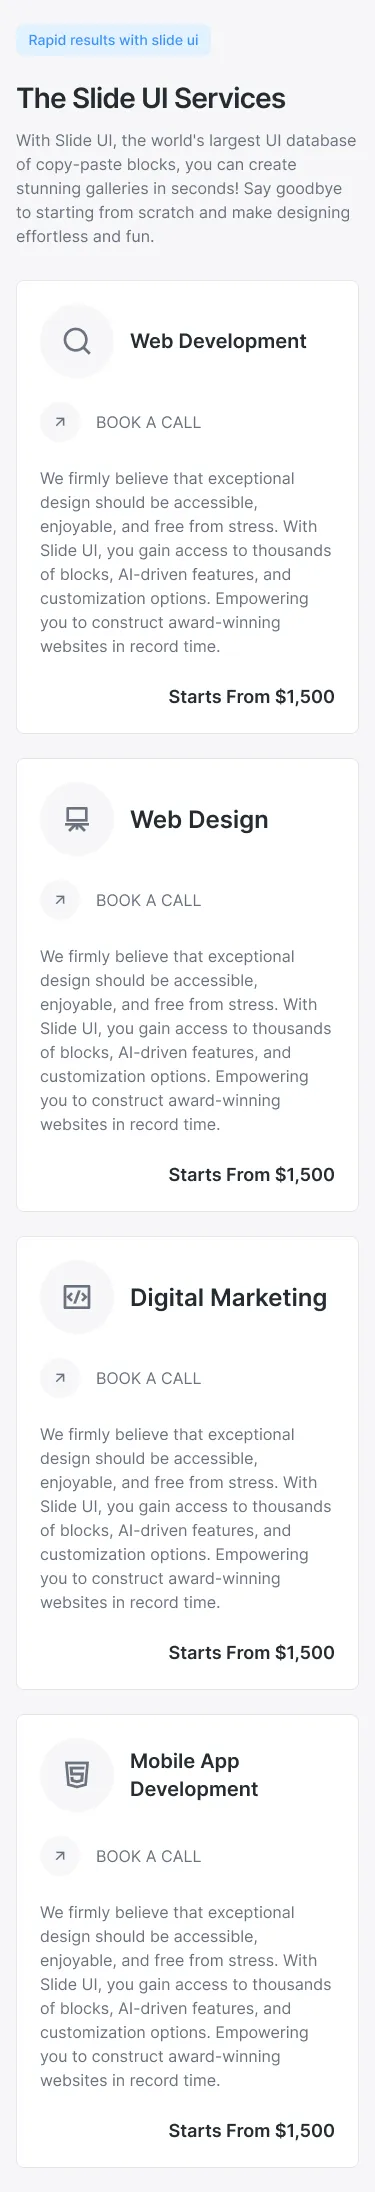 Rapid results with slide ui
The Slide UI Services
With Slide UI, the world's largest UI database
of copy-paste blocks, you can create
stunning galleries in seconds! Say goodbye
to starting from scratch and make designing
effortless and fun.
Web Development
BOOK A CALL
We firmly believe that exceptional
design should be accessible,
enjoyable, and free from stress. With
Slide UI, you gain access to thousands
of blocks, AI-driven features, and
customization options. Empowering
you to construct award-winning
websites in record time.
Starts From $1,500
Web Design
BOOK A CALL
We firmly believe that exceptional
design should be accessible,
enjoyable, and free from stress. With
Slide UI, you gain access to thousands
of blocks, AI-driven features, and
customization options. Empowering
you to construct award-winning
websites in record time.
Starts From $1,500
Digital Marketing
BOOK A CALL
We firmly believe that exceptional
design should be accessible,
enjoyable, and free from stress. With
Slide UI, you gain access to thousands
of blocks, AI-driven features, and
customization options. Empowering
you to construct award-winning
websites in record time.
Starts From $1,500
Mobile App
Development
BOOK A CALL
We firmly believe that exceptional
design should be accessible,
enjoyable, and free from stress. With
Slide UI, you gain access to thousands
of blocks, AI-driven features, and
customization options. Empowering
you to construct award-winning
websites in record time.
Starts From $1,500